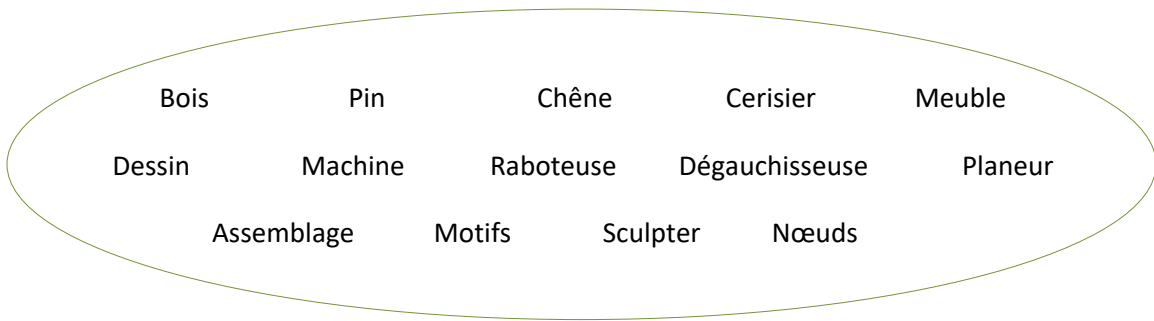 Bois Pin Chêne Cerisier Meuble
Dessin Machine Raboteuse Dégauchisseuse Planeur
Assemblage Motifs Sculpter Nœuds